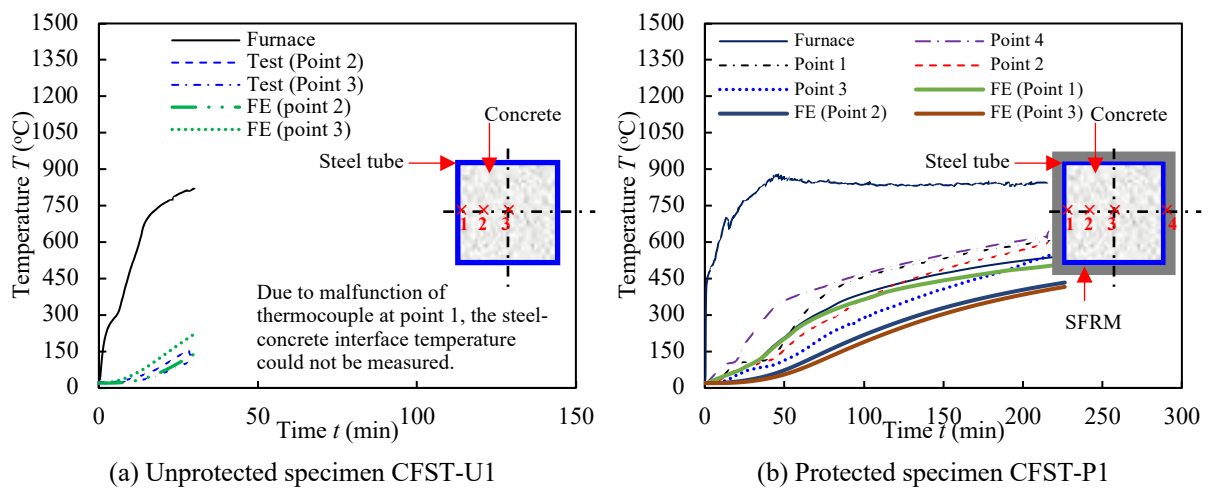 1500
1350
1200
1050
900
750
600
450
300
150
0
Temperature T (°C)
Furnace
Test (Point 2)
Test (Point 3)
FE (point 2)
FE (point 3)
Concrete
Steel tube
1 2 3
Due to malfunction of
thermocouple at point 1, the steel-
concrete interface temperature
could not be measured.
0 50 100 150
Time t (min)
(a) Unprotected specimen CFST-U1
1500
1350
1200
1050
900
750
600
450
300
150
0
Temperature T (°C)
Furnace Point 4
Point 1 Point 2
Point 3 FE (Point 1)
FE (Point 2) FE (Point 3)
Concrete
Steel tube
1 2 3 4
SFRM
0 50 100 150 200 250 300
Time t (min)
(b) Protected specimen CFST-P1